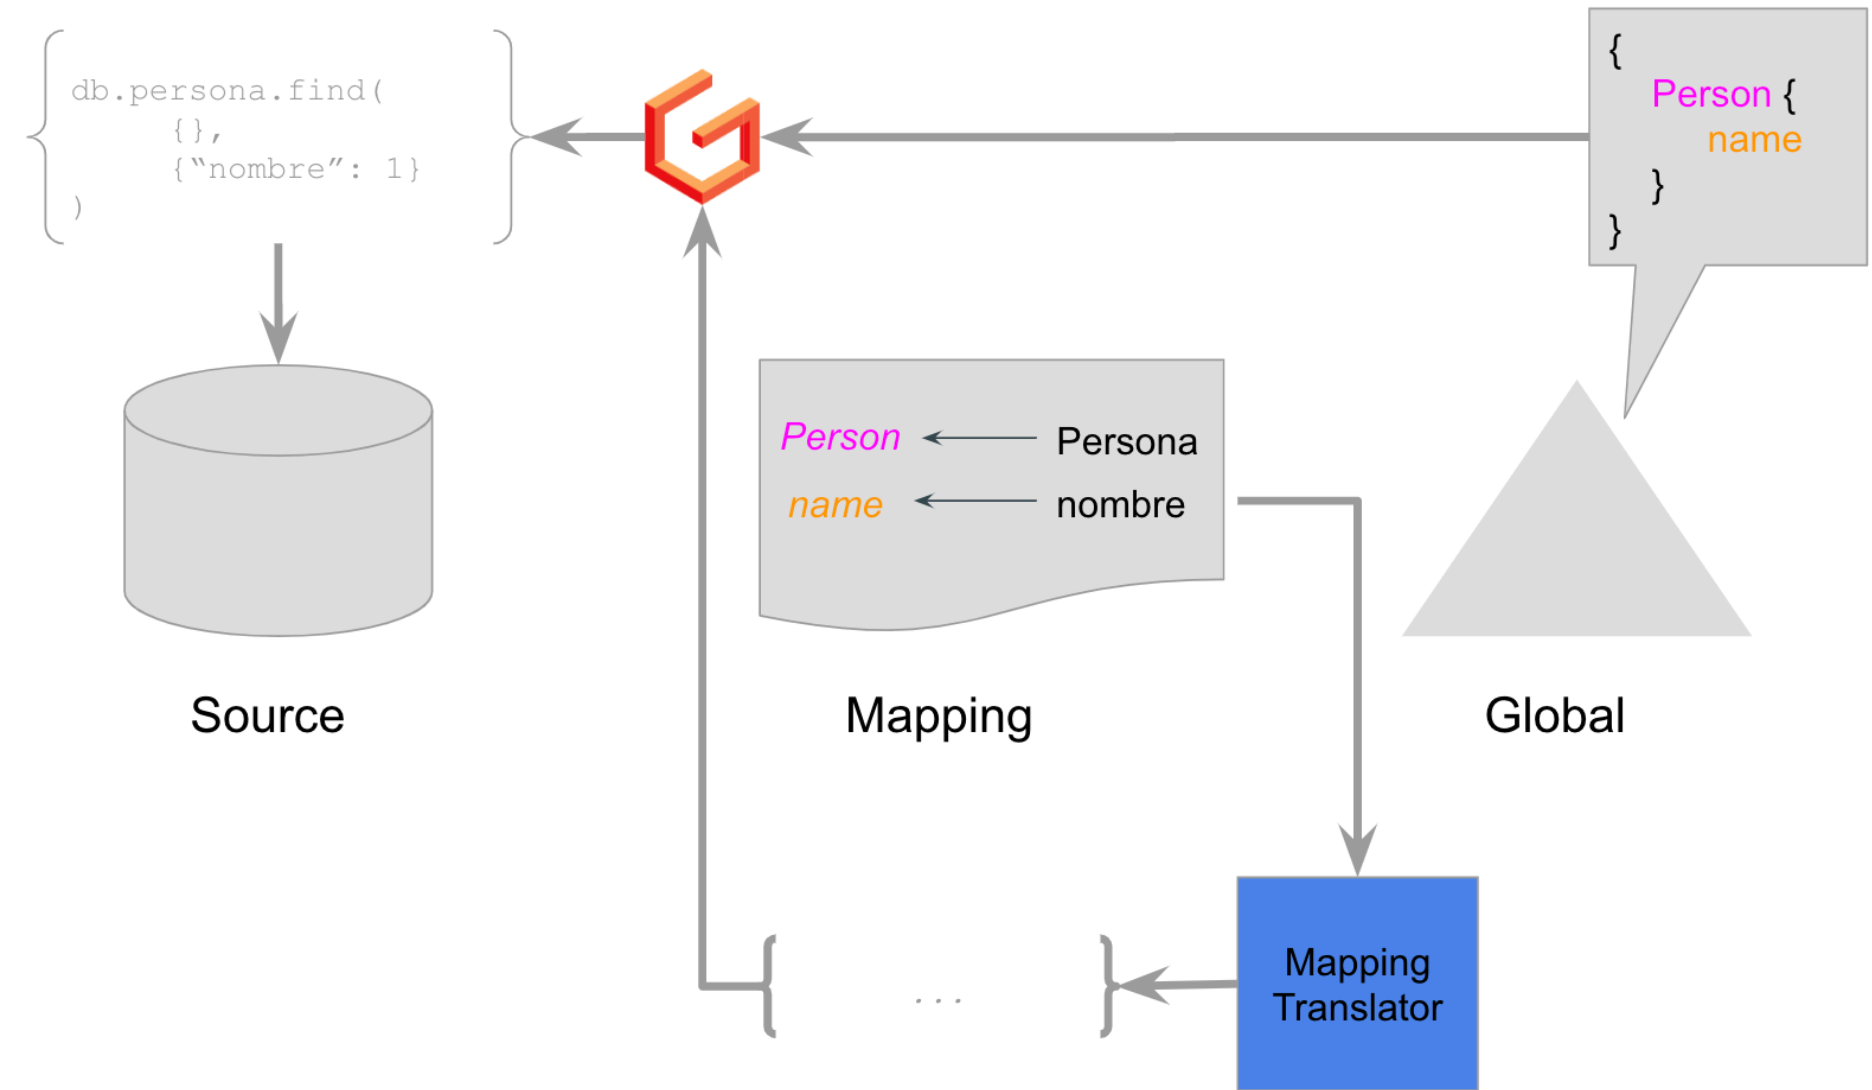 db.persona.find(
{},
{“nombre”: 1}
)
{
Person {
name
}
}
Person Persona
name nombre
Source
Mapping
Global
...
Mapping
Translator